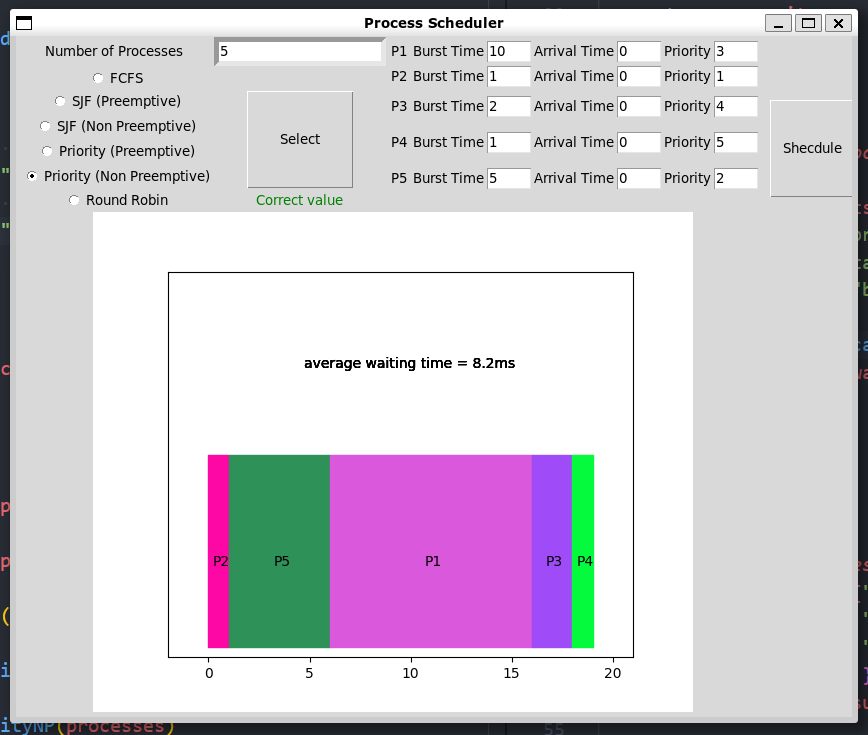 Process Scheduler
Number of Processes 5
FCFS
SJF (Preemptive)
SJF (Non Preemptive)
Priority (Preemptive)
Priority (Non Preemptive)
Round Robin
Select
Correct value
P1 Burst Time 10 Arrival Time 0 Priority 3
P2 Burst Time 1 Arrival Time 0 Priority 1
P3 Burst Time 2 Arrival Time 0 Priority 4
P4 Burst Time 1 Arrival Time 0 Priority 5
P5 Burst Time 5 Arrival Time 0 Priority 2
Shecdule
average waiting time = 8.2ms
P2 P5 P1 P3 P4
0 5 10 15 20
ityNP(processes)
55